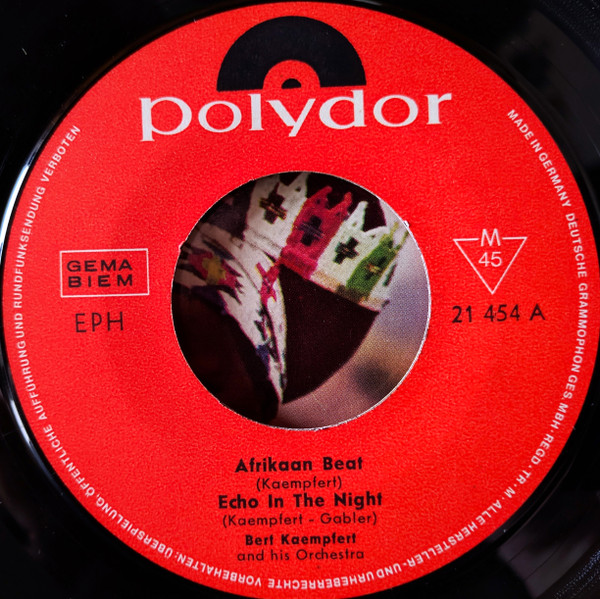 polydor
GEMA
BIEM
EPH
M
45
21 454 A
Afrikaan Beat
(Kaempfert)
Echo In The Night
(Kaempfert - Gabler)
Bert Kaempfert
and his Orchestra
MADE IN GERMANY DEUTSCHE GRAMMOPHON GES. MBH REGD·TR·M· ALLE HERSTELLER- UND URHEBERRECHTE VORBEHALTEN· ÜBERSPIELUNG, ÖFFENTLICHE AUFFÜHRUNG UND RUNDFUNKSENDUNG VERBOTEN